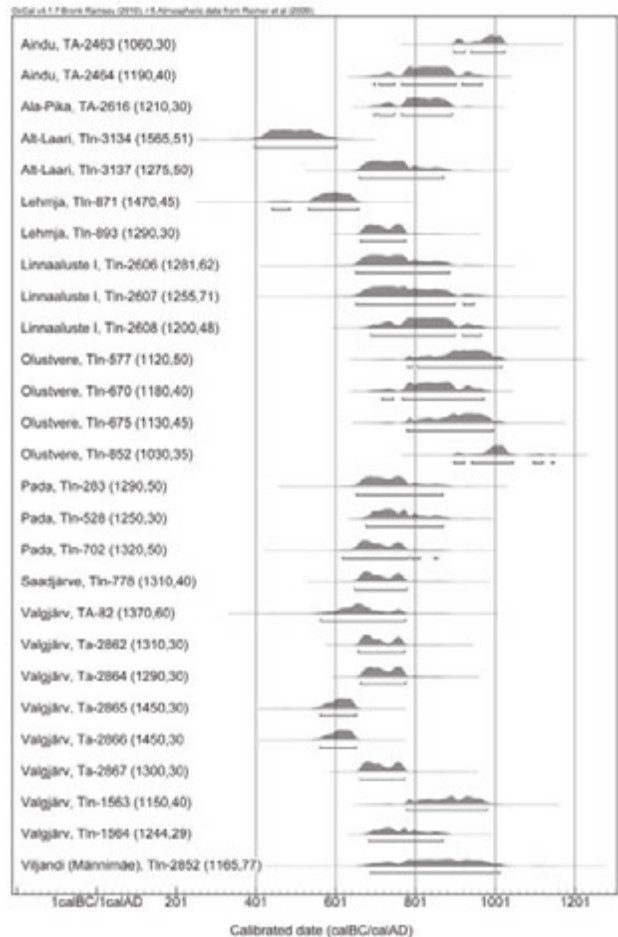 OxCal v4.1.7 Bronk Ramsey (2010); r:5 Atmospheric data from Reimer et al (2009);
Aindu, TA-2463 (1060,30)
Aindu, TA-2464 (1190,40)
Ala-Pika, TA-2616 (1210,30)
Alt-Laari, Tln-3134 (1565,51)
Alt-Laari, Tln-3137 (1275,50)
Lehmja, Tln-871 (1470,45)
Lehmja, Tln-893 (1290,30)
Linnaaluste I, Tln-2606 (1281,62)
Linnaaluste I, Tln-2607 (1255,71)
Linnaaluste I, Tln-2608 (1200,48)
Olustvere, Tln-577 (1120,50)
Olustvere, Tln-670 (1180,40)
Olustvere, Tln-675 (1130,45)
Olustvere, Tln-852 (1030,35)
Pada, Tln-283 (1290,50)
Pada, Tln-528 (1250,30)
Pada, Tln-702 (1320,50)
Saadjärve, Tln-778 (1310,40)
Valgjärv, TA-82 (1370,60)
Valgjärv, Ta-2862 (1310,30)
Valgjärv, Ta-2864 (1290,30)
Valgjärv, Ta-2865 (1450,30)
Valgjärv, Ta-2866 (1450,30
Valgjärv, Ta-2867 (1300,30)
Valgjärv, Tln-1563 (1150,40)
Valgjärv, Tln-1564 (1244,29)
Viljandi (Männimäe), Tln-2852 (1165,77)
1calBC/1calAD 201 401 601 801 1001 1201
Calibrated date (calBC/calAD)